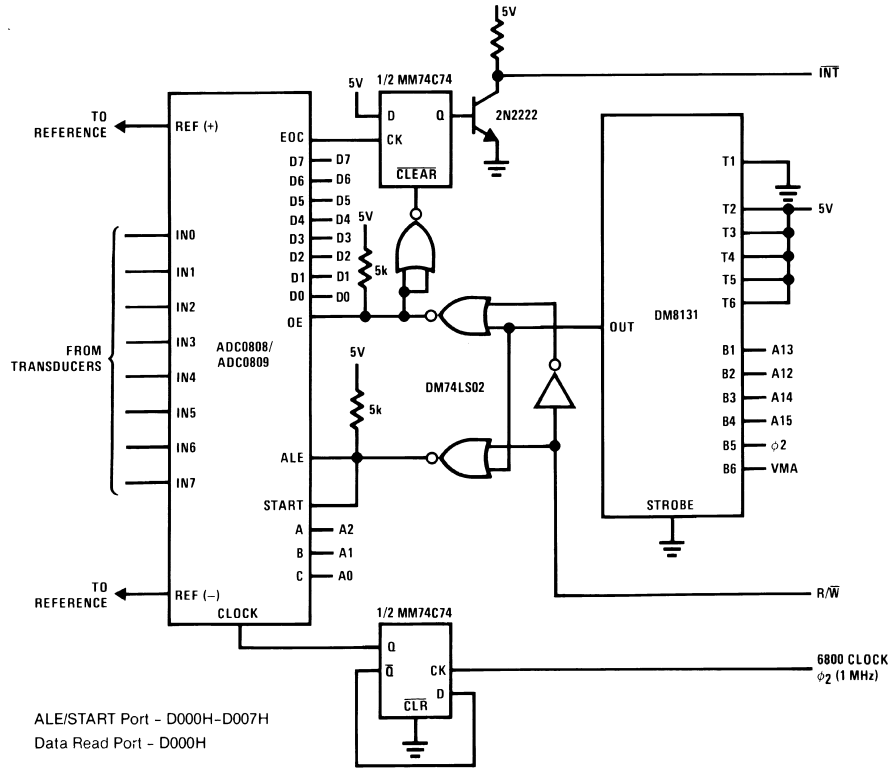 5V
1/2 MM74C74
5V
INT
D
Q
2N2222
CK
CLEAR
TO
REFERENCE
REF (+)
EOC
D7 D7
D6 D6
D5 D5
D4 D4
D3 D3
D2 D2
D1 D1
D0 D0
OE
5V
5k
T1
T2
5V
T3
T4
T5
T6
DM8131
OUT
B1 A13
B2 A12
B3 A14
B4 A15
B5 ϕ2
B6 VMA
STROBE
FROM
TRANSDUCERS
IN0
IN1
IN2
IN3
IN4
IN5
IN6
IN7
ADC0808/
ADC0809
5V
5k
DM74LS02
ALE
START
A A2
B A1
C A0
TO
REFERENCE
REF (−)
CLOCK
R/W̅
1/2 MM74C74
Q
Q̅
CK
D
CLR
6800 CLOCK
ϕ2 (1 MHz)
ALE/START Port – D000H–D007H
Data Read Port – D000H